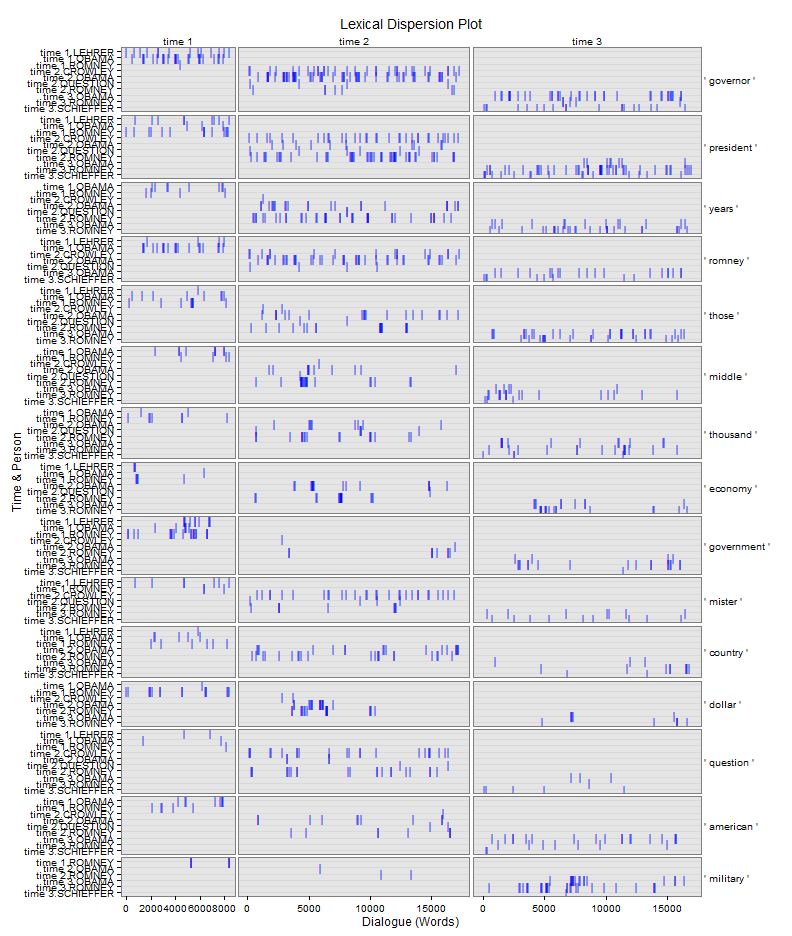 Lexical Dispersion Plot
time 1
time 2
time 3
time 1.LEHRER
time 1.OBAMA
time 1.ROMNEY
time 2.CROWLEY
time 2.OBAMA
time 2.QUESTION
time 2.ROMNEY
time 3.OBAMA
time 3.ROMNEY
time 3.SCHIEFFER
' governor '
time 1.LEHRER
time 1.OBAMA
time 1.ROMNEY
time 2.CROWLEY
time 2.OBAMA
time 2.QUESTION
time 2.ROMNEY
time 3.OBAMA
time 3.ROMNEY
time 3.SCHIEFFER
' president '
time 1.OBAMA
time 1.ROMNEY
time 2.CROWLEY
time 2.OBAMA
time 2.QUESTION
time 2.ROMNEY
time 3.OBAMA
time 3.ROMNEY
' years '
time 1.LEHRER
time 1.OBAMA
time 2.CROWLEY
time 2.OBAMA
time 2.QUESTION
time 3.OBAMA
time 3.SCHIEFFER
' romney '
time 1.LEHRER
time 1.OBAMA
time 1.ROMNEY
time 2.CROWLEY
time 2.OBAMA
time 2.QUESTION
time 2.ROMNEY
time 3.OBAMA
time 3.ROMNEY
' those '
time 1.OBAMA
time 1.ROMNEY
time 2.CROWLEY
time 2.OBAMA
time 2.QUESTION
time 2.ROMNEY
time 3.OBAMA
time 3.ROMNEY
time 3.SCHIEFFER
' middle '
time 1.OBAMA
time 1.ROMNEY
time 2.OBAMA
time 2.QUESTION
time 2.ROMNEY
time 3.OBAMA
time 3.ROMNEY
time 3.SCHIEFFER
' thousand '
time 1.LEHRER
time 1.OBAMA
time 1.ROMNEY
time 2.OBAMA
time 2.QUESTION
time 2.ROMNEY
time 3.OBAMA
time 3.ROMNEY
' economy '
time 1.LEHRER
time 1.OBAMA
time 1.ROMNEY
time 2.CROWLEY
time 2.OBAMA
time 2.ROMNEY
time 3.OBAMA
time 3.ROMNEY
time 3.SCHIEFFER
' government '
time 1.LEHRER
time 1.ROMNEY
time 2.CROWLEY
time 2.QUESTION
time 2.ROMNEY
time 3.ROMNEY
time 3.SCHIEFFER
' mister '
time 1.LEHRER
time 1.OBAMA
time 1.ROMNEY
time 2.OBAMA
time 2.ROMNEY
time 3.OBAMA
time 3.ROMNEY
time 3.SCHIEFFER
' country '
time 1.OBAMA
time 1.ROMNEY
time 2.CROWLEY
time 2.OBAMA
time 2.ROMNEY
time 3.OBAMA
time 3.ROMNEY
' dollar '
time 1.LEHRER
time 1.OBAMA
time 1.ROMNEY
time 2.CROWLEY
time 2.OBAMA
time 2.QUESTION
time 2.ROMNEY
time 3.OBAMA
time 3.ROMNEY
time 3.SCHIEFFER
' question '
time 1.OBAMA
time 1.ROMNEY
time 2.CROWLEY
time 2.OBAMA
time 2.QUESTION
time 2.ROMNEY
time 3.OBAMA
time 3.ROMNEY
time 3.SCHIEFFER
' american '
time 1.ROMNEY
time 2.OBAMA
time 2.ROMNEY
time 3.OBAMA
time 3.ROMNEY
time 3.SCHIEFFER
' military '
Time & Person
0 2000 4000 6000 8000
0 5000 10000 15000
0 5000 10000 15000
Dialogue (Words)